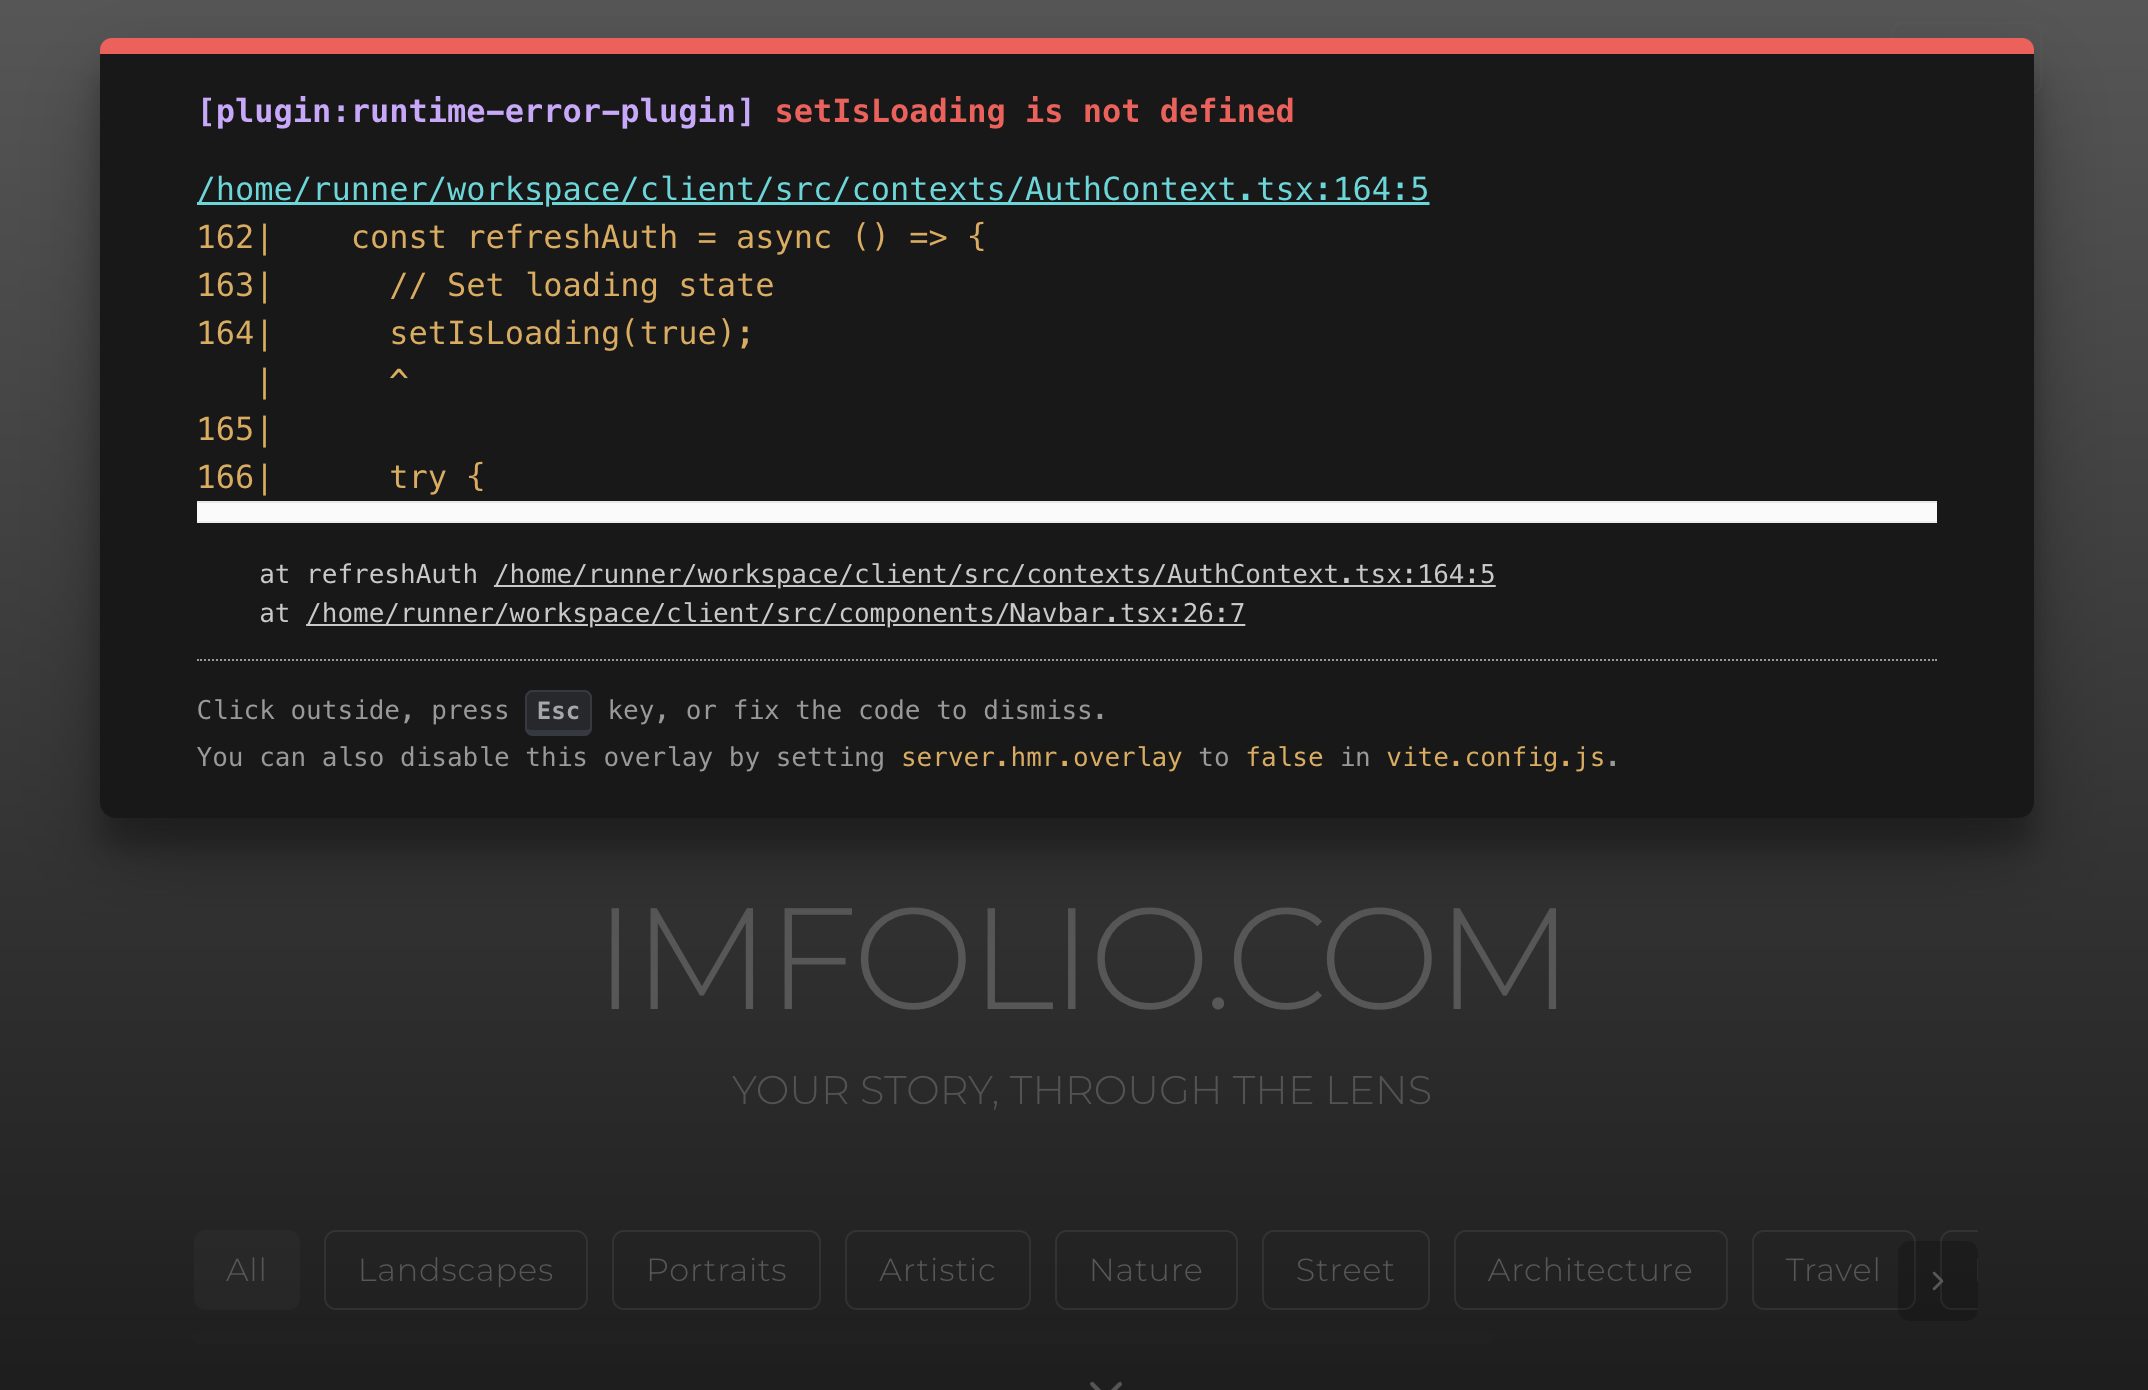 [plugin:runtime-error-plugin] setIsLoading is not defined
/home/runner/workspace/client/src/contexts/AuthContext.tsx:164:5
162|    const refreshAuth = async () => {
163|      // Set loading state
164|      setIsLoading(true);
   |      ^
165|
166|      try {
at refreshAuth /home/runner/workspace/client/src/contexts/AuthContext.tsx:164:5
at /home/runner/workspace/client/src/components/Navbar.tsx:26:7
Click outside, press Esc key, or fix the code to dismiss.
You can also disable this overlay by setting server.hmr.overlay to false in vite.config.js.
IMFOLIO.COM
YOUR STORY, THROUGH THE LENS
All Landscapes Portraits Artistic Nature Street Architecture Travel